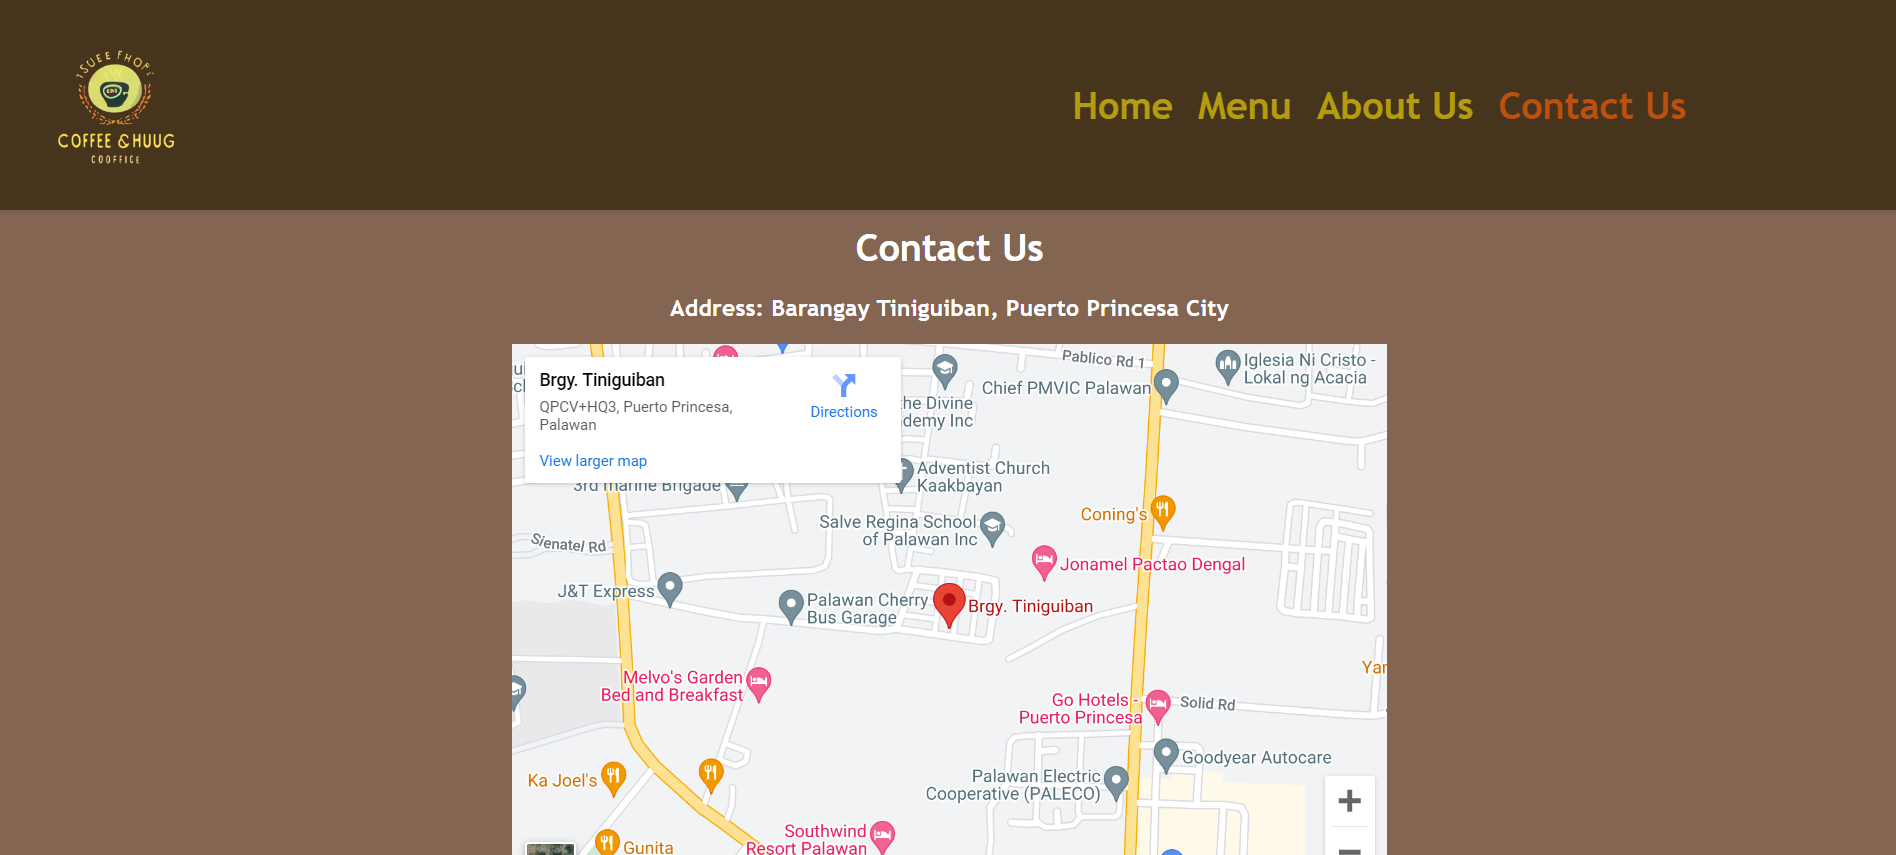 TSUEE FHOPI
COFFEE & HUUG
COOFFICE
Home Menu About Us Contact Us
Contact Us
Address: Barangay Tiniguiban, Puerto Princesa City
Brgy. Tiniguiban
QPCV+HQ3, Puerto Princesa,
Palawan
Directions
View larger map
Pablico Rd 1
Iglesia Ni Cristo -
Lokal ng Acacia
Chief PMVIC Palawan
the Divine
demy Inc
Adventist Church
Kaakbayan
3rd marine Brigade
Coning's
Salve Regina School
of Palawan Inc
Sienatel Rd
Jonamel Pactao Dengal
J&T Express
Palawan Cherry
Bus Garage
Brgy. Tiniguiban
Melvo's Garden
Bed and Breakfast
Yar
Go Hotels -
Puerto Princesa
Solid Rd
Goodyear Autocare
Ka Joel's
Palawan Electric
Cooperative (PALECO)
Southwind
Resort Palawan
Gunita